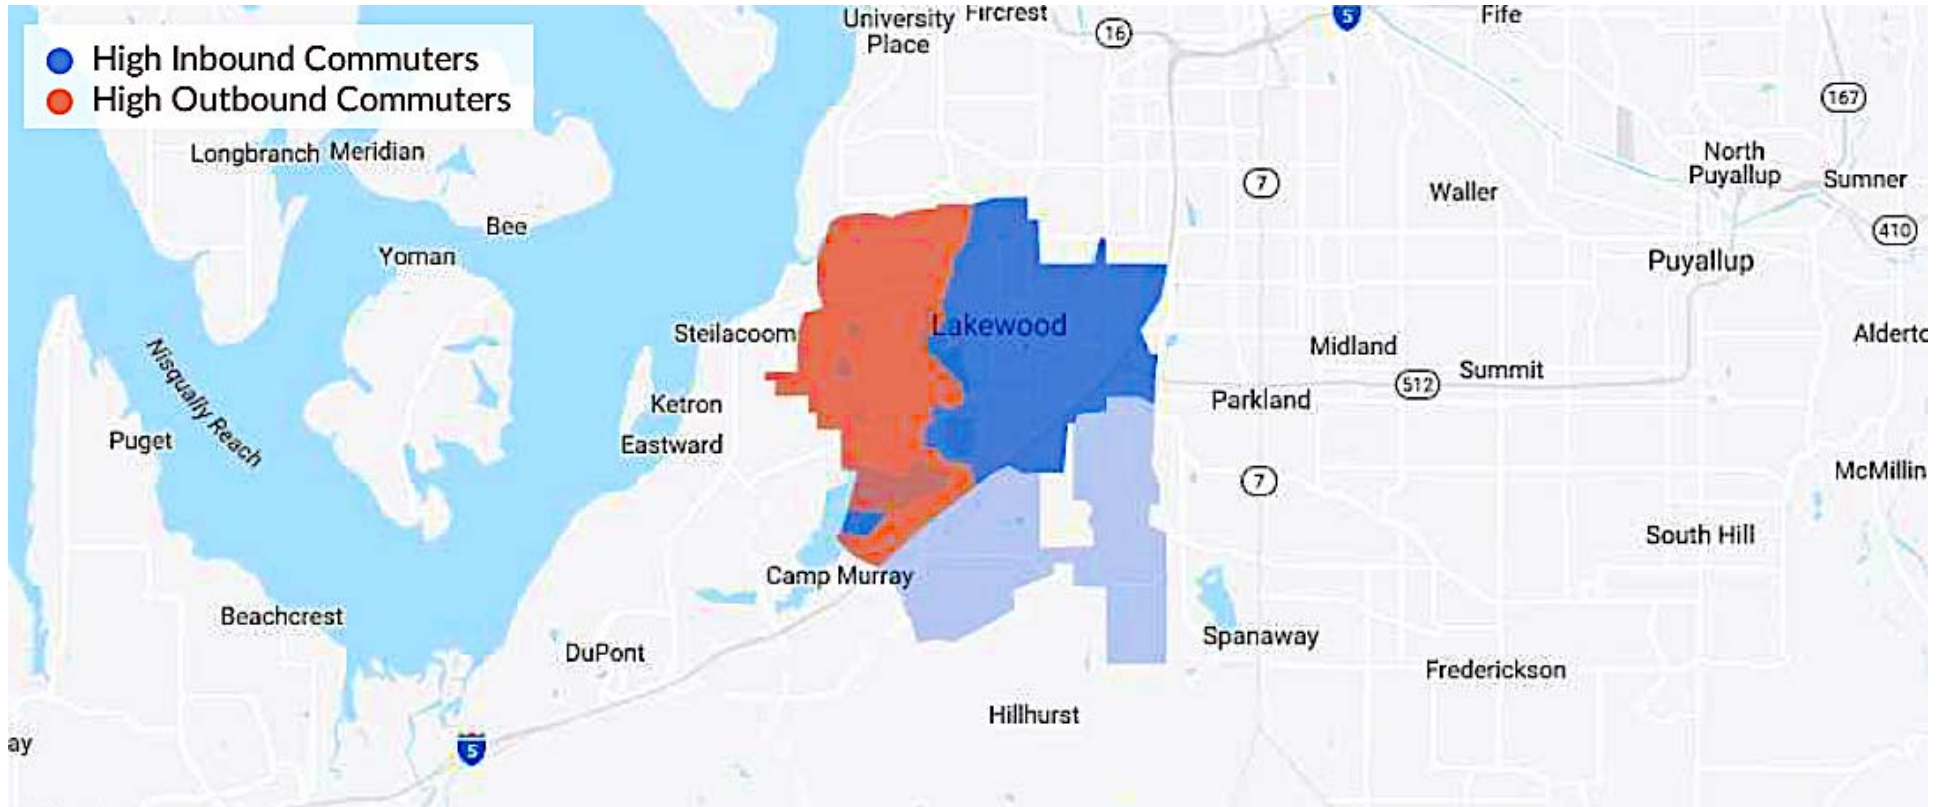 High Inbound Commuters
High Outbound Commuters
University
Place
Fircrest
16
5
Fife
167
Longbranch
Meridian
Bee
Yoman
7
Waller
North
Puyallup
Sumner
410
Puyallup
Steilacoom
Lakewood
Midland
Summit
512
Alderto
Nisqually Reach
Ketron
Parkland
Puget
Eastward
7
McMillin
South Hill
Camp Murray
Beachcrest
DuPont
Spanaway
Frederickson
Hillhurst
ay
5